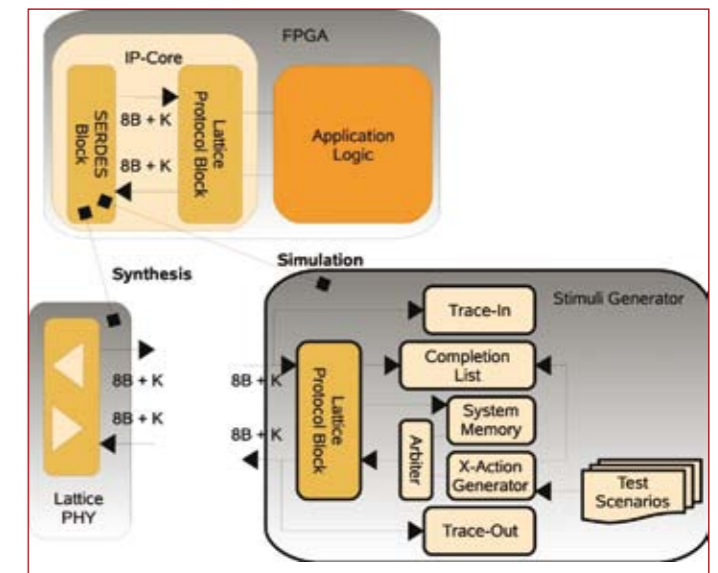 FPGA
IP-Core
SERDES
Block
8B + K
8B + K
Lattice
Protocol Block
Application
Logic
Synthesis
Simulation
Stimuli Generator
8B + K
8B + K
Lattice
PHY
8B + K
8B + K
Lattice
Protocol Block
Trace-In
Completion
List
System
Memory
Arbiter
X-Action
Generator
Trace-Out
Test
Scenarios